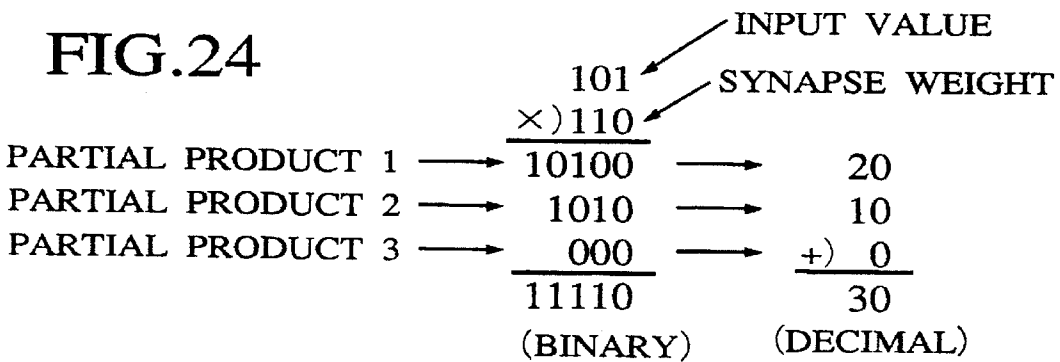 FIG.24
INPUT VALUE
101
SYNAPSE WEIGHT
×)110
PARTIAL PRODUCT 1 10100 20
PARTIAL PRODUCT 2 1010 10
PARTIAL PRODUCT 3 000 +) 0
11110 30
(BINARY) (DECIMAL)